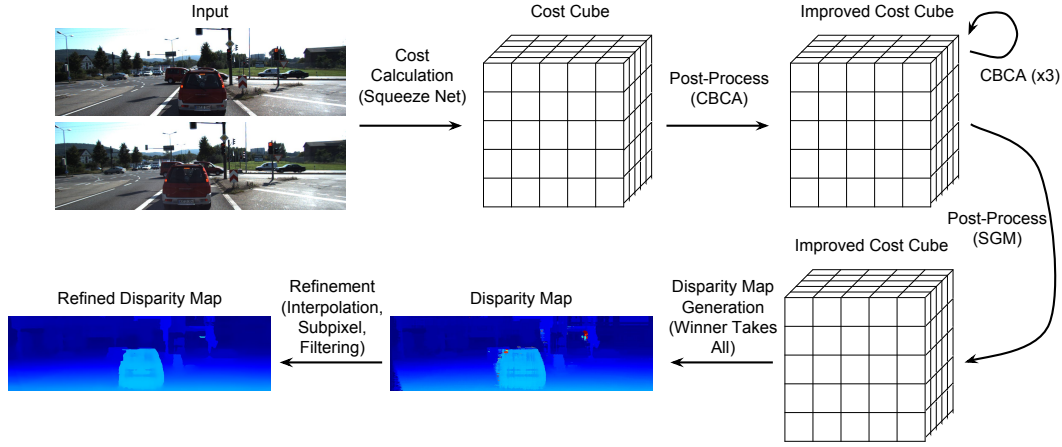 Input
Cost
Calculation
(Squeeze Net)
Cost Cube
Post-Process
(CBCA)
Improved Cost Cube
CBCA (x3)
Post-Process
(SGM)
Improved Cost Cube
Disparity Map
Generation
(Winner Takes
All)
Disparity Map
Refinement
(Interpolation,
Subpixel,
Filtering)
Refined Disparity Map